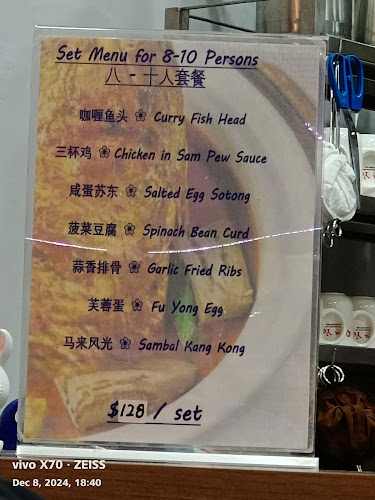 Set Menu for 8-10 Persons
八 - 十人套餐
咖喱鱼头 Curry Fish Head
三杯鸡 Chicken in Sam Pew Sauce
咸蛋苏东 Salted Egg Sotong
菠菜豆腐 Spinach Bean Curd
蒜香排骨 Garlic Fried Ribs
芙蓉蛋 Fu Yong Egg
马来风光 Sambal Kang Kong
$128 / set
vivo X70 · ZEISS
Dec 8, 2024, 18:40